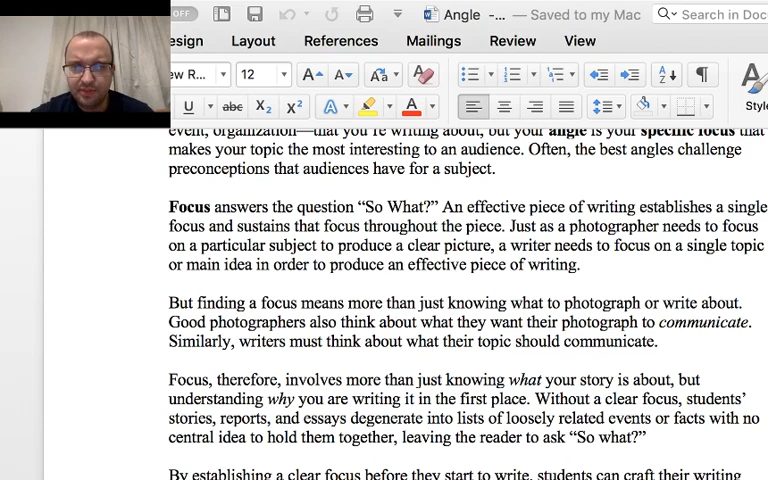 OFF
Angle -... — Saved to my Mac
Search in Doc
esign Layout References Mailings Review View
ew R... 12 A A Aa A A Z ¶
U abc X₂ X² A A Style
event, organization—that you're writing about, but your angle is your specific focus that
makes your topic the most interesting to an audience. Often, the best angles challenge
preconceptions that audiences have for a subject.
Focus answers the question “So What?” An effective piece of writing establishes a single
focus and sustains that focus throughout the piece. Just as a photographer needs to focus
on a particular subject to produce a clear picture, a writer needs to focus on a single topic
or main idea in order to produce an effective piece of writing.
But finding a focus means more than just knowing what to photograph or write about.
Good photographers also think about what they want their photograph to communicate.
Similarly, writers must think about what their topic should communicate.
Focus, therefore, involves more than just knowing what your story is about, but
understanding why you are writing it in the first place. Without a clear focus, students’
stories, reports, and essays degenerate into lists of loosely related events or facts with no
central idea to hold them together, leaving the reader to ask “So what?”
By establishing a clear focus before they start to write, students can craft their writing